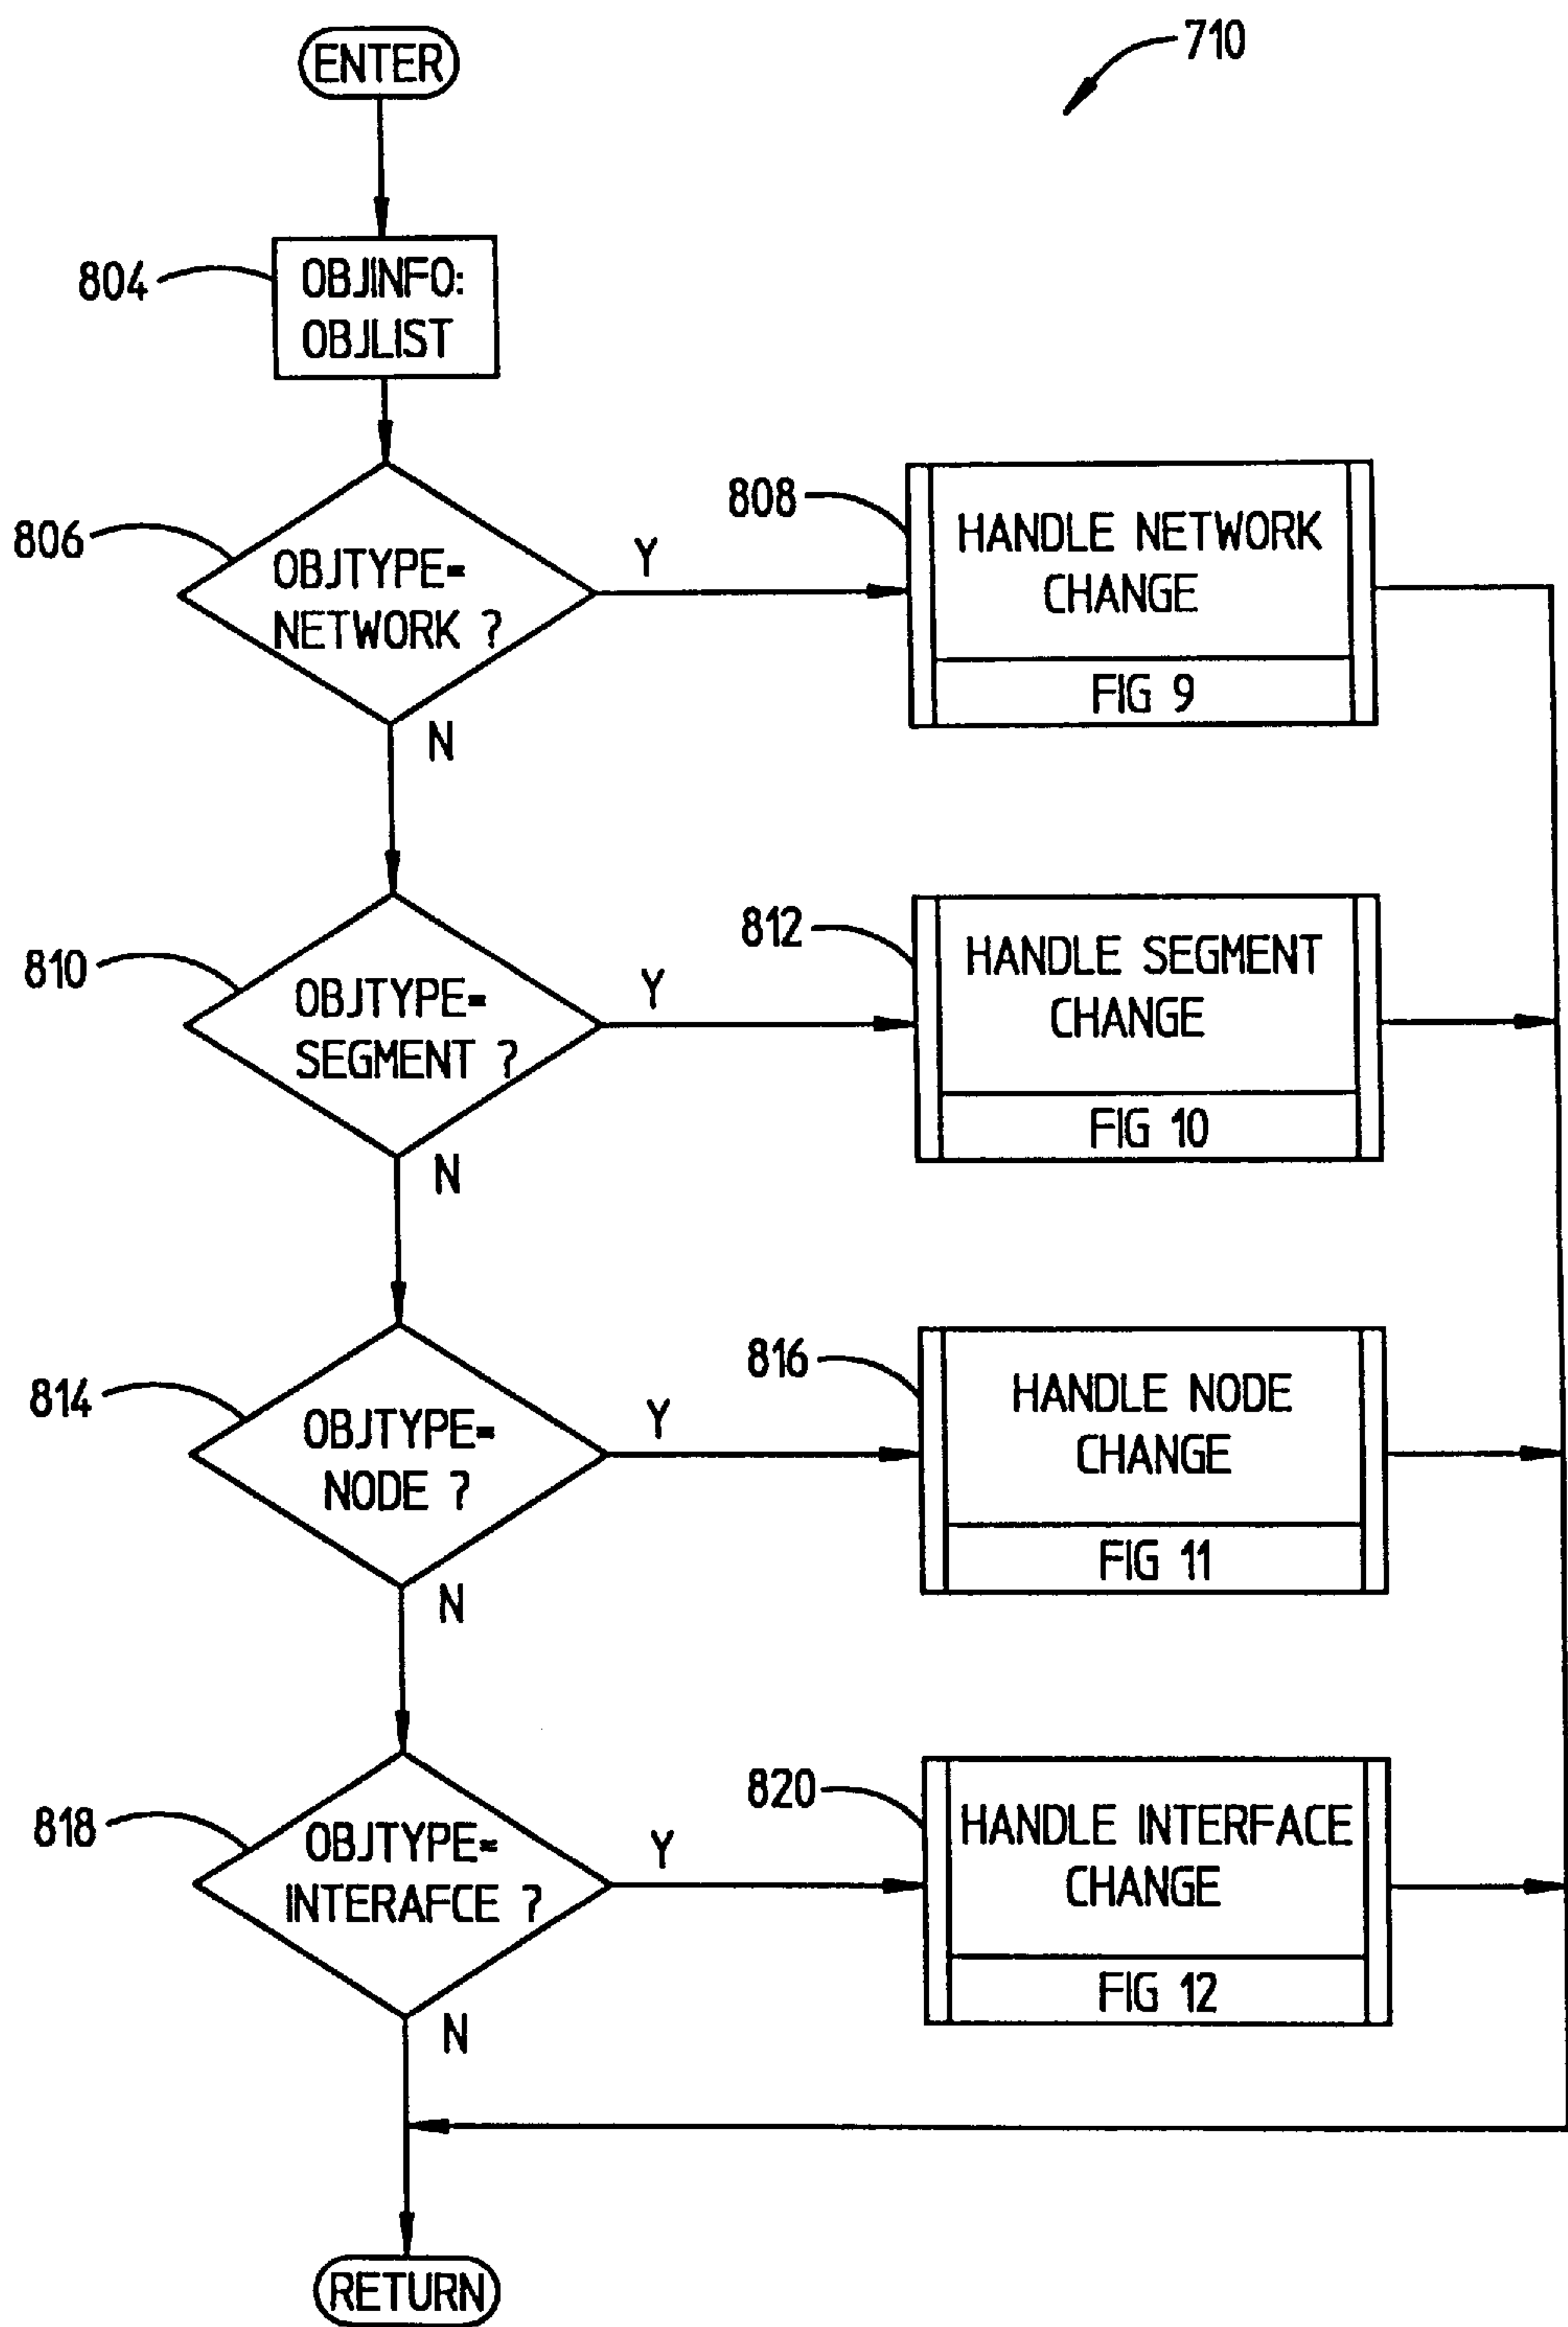 ENTER
710
804
OBJINFO:
OBJLIST
806
OBJTYPE=
NETWORK ?
Y
N
808
HANDLE NETWORK
CHANGE
FIG 9
810
OBJTYPE=
SEGMENT ?
Y
N
812
HANDLE SEGMENT
CHANGE
FIG 10
814
OBJTYPE=
NODE ?
Y
N
816
HANDLE NODE
CHANGE
FIG 11
818
OBJTYPE=
INTERAFCE ?
Y
N
820
HANDLE INTERFACE
CHANGE
FIG 12
RETURN